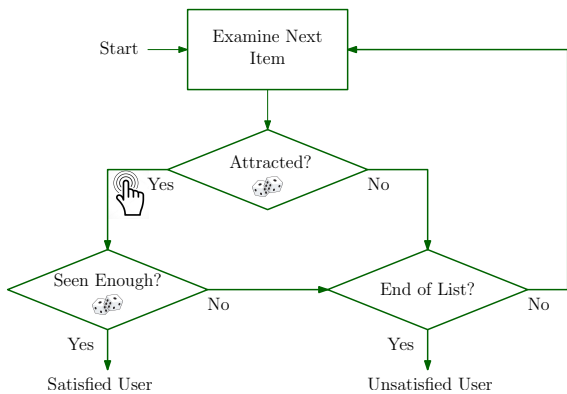 Start
Examine Next
Item
Attracted?
Yes
No
Seen Enough?
No
End of List?
No
Yes
Yes
Satisfied User
Unsatisfied User